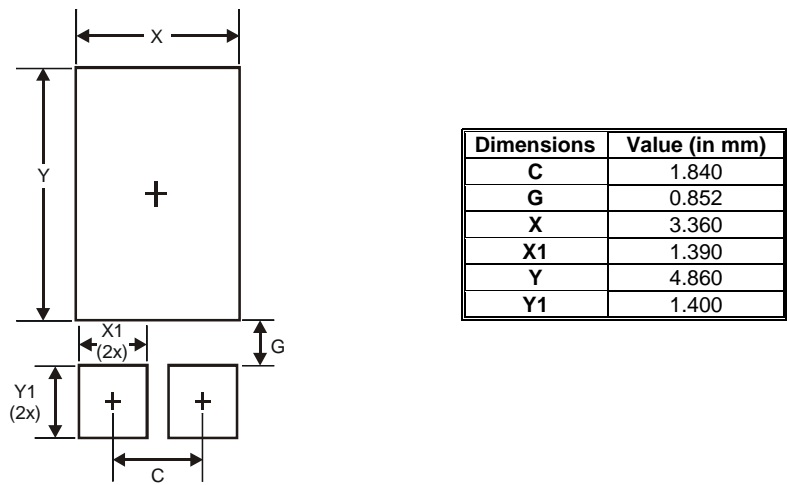 X
Y
X1
(2x)
G
Y1
(2x)
C
Dimensions Value (in mm)
C 1.840
G 0.852
X 3.360
X1 1.390
Y 4.860
Y1 1.400